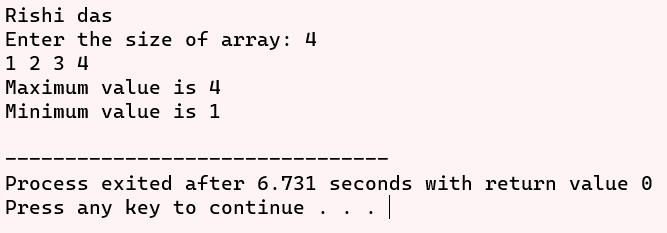 Rishi das
Enter the size of array: 4
1 2 3 4
Maximum value is 4
Minimum value is 1
--------------------------------
Process exited after 6.731 seconds with return value 0
Press any key to continue . . .